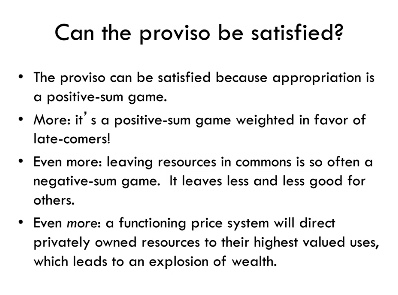 Can the proviso be satisfied?
• The proviso can be satisfied because appropriation is
a positive-sum game.
• More: it’s a positive-sum game weighted in favor of
late-comers!
• Even more: leaving resources in commons is so often a
negative-sum game.  It leaves less and less good for
others.
• Even more: a functioning price system will direct
privately owned resources to their highest valued uses,
which leads to an explosion of wealth.